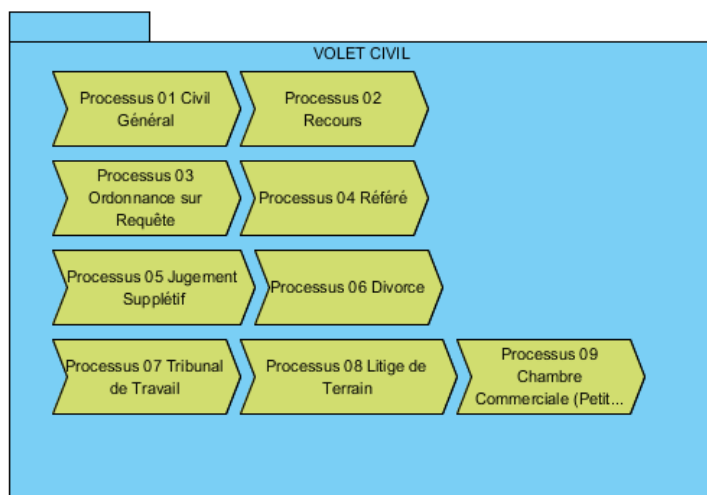 VOLET CIVIL
Processus 01 Civil
Général
Processus 02
Recours
Processus 03
Ordonnance sur
Requête
Processus 04 Référé
Processus 05 Jugement
Supplétif
Processus 06 Divorce
Processus 07 Tribunal
de Travail
Processus 08 Litige de
Terrain
Processus 09
Chambre
Commerciale (Petit...